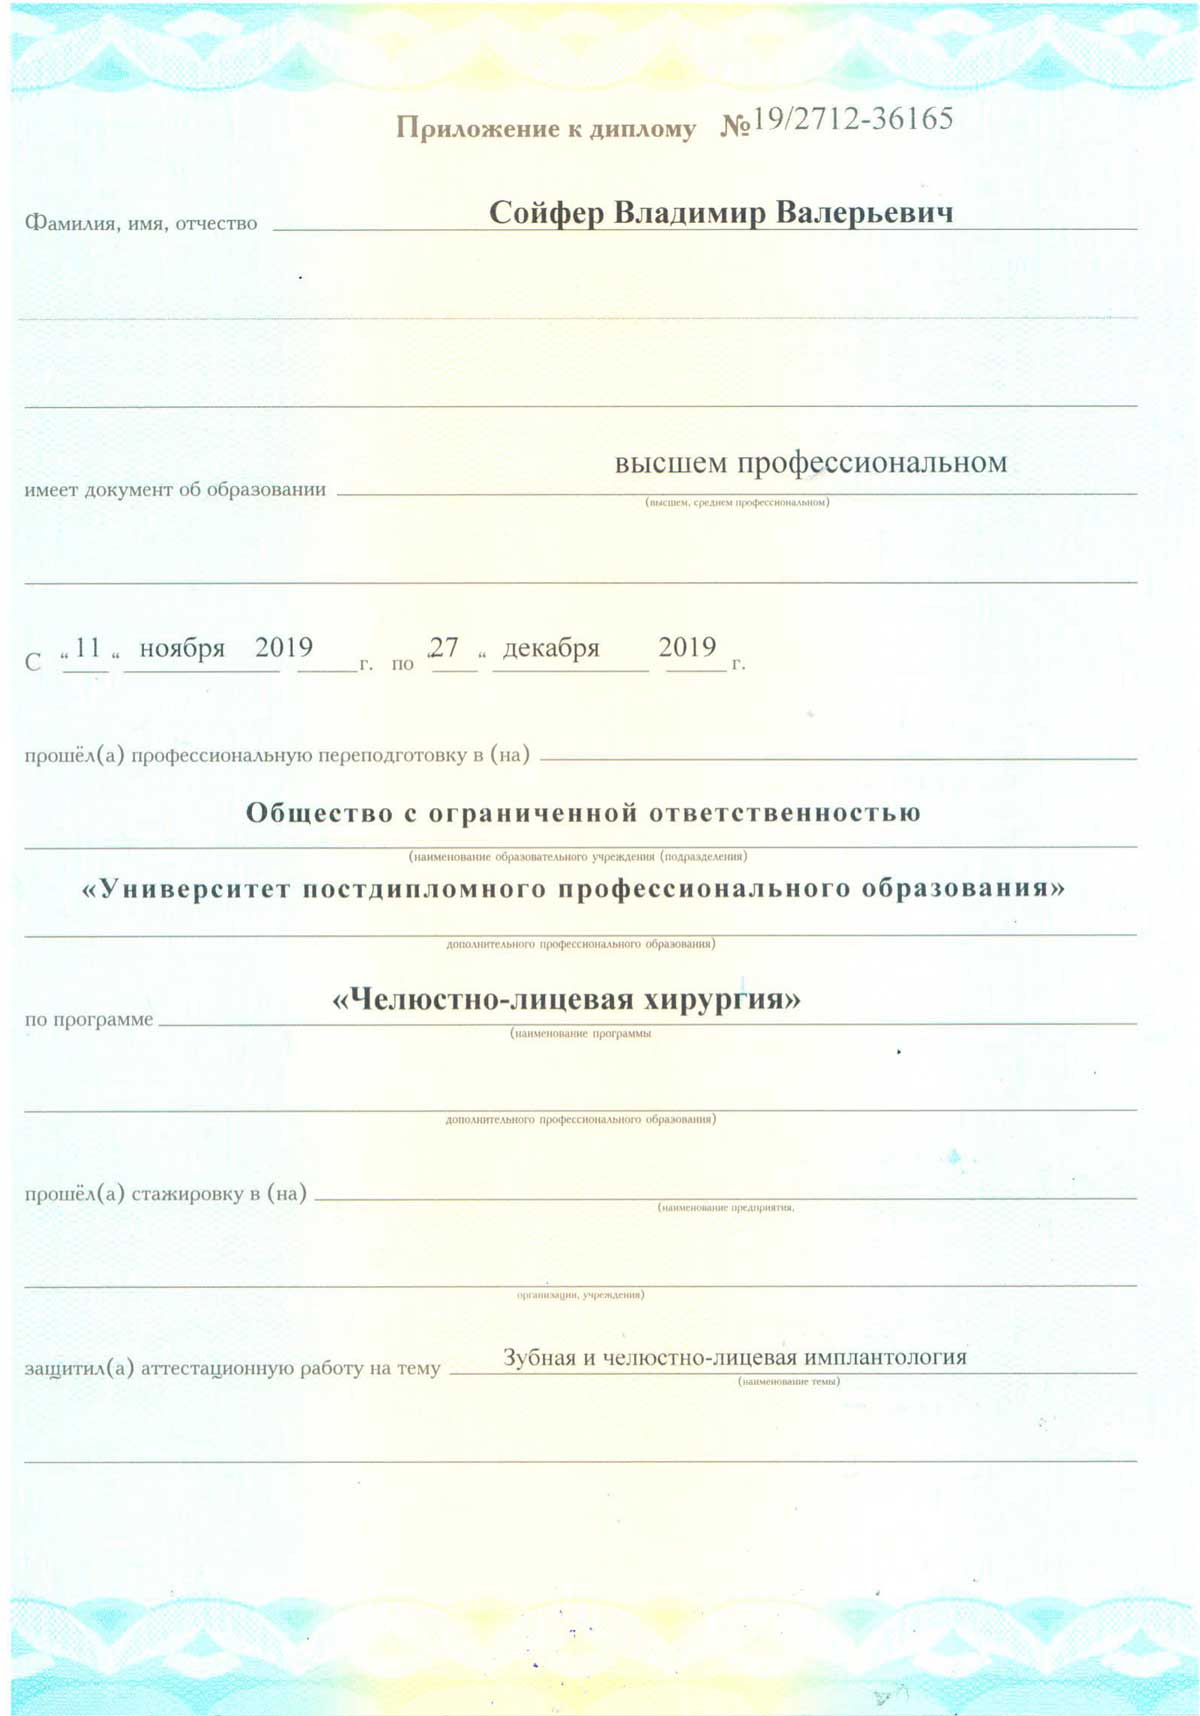 Приложение к диплому №19/2712-36165
Фамилия, имя, отчество Сойфер Владимир Валерьевич
имеет документ об образовании высшем профессиональном
(высшем, среднем профессиональном)
С “ 11 “ ноября 2019 г. по “27 “ декабря 2019 г.
прошёл(а) профессиональную переподготовку в (на)
Общество с ограниченной ответственностью
(наименование образовательного учреждения (подразделения)
«Университет постдипломного профессионального образования»
дополнительного профессионального образования)
по программе «Челюстно-лицевая хирургия»
(наименование программы
дополнительного профессионального образования)
прошёл(а) стажировку в (на)
(наименование предприятия,
организации, учреждения)
защитил(а) аттестационную работу на тему Зубная и челюстно-лицевая имплантология
(наименование темы)